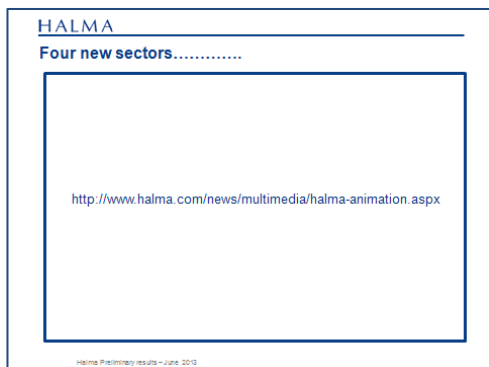 HALMA
Four new sectors.............
http://www.halma.com/news/multimedia/halma-animation.aspx
Halma Preliminary results – June 2013